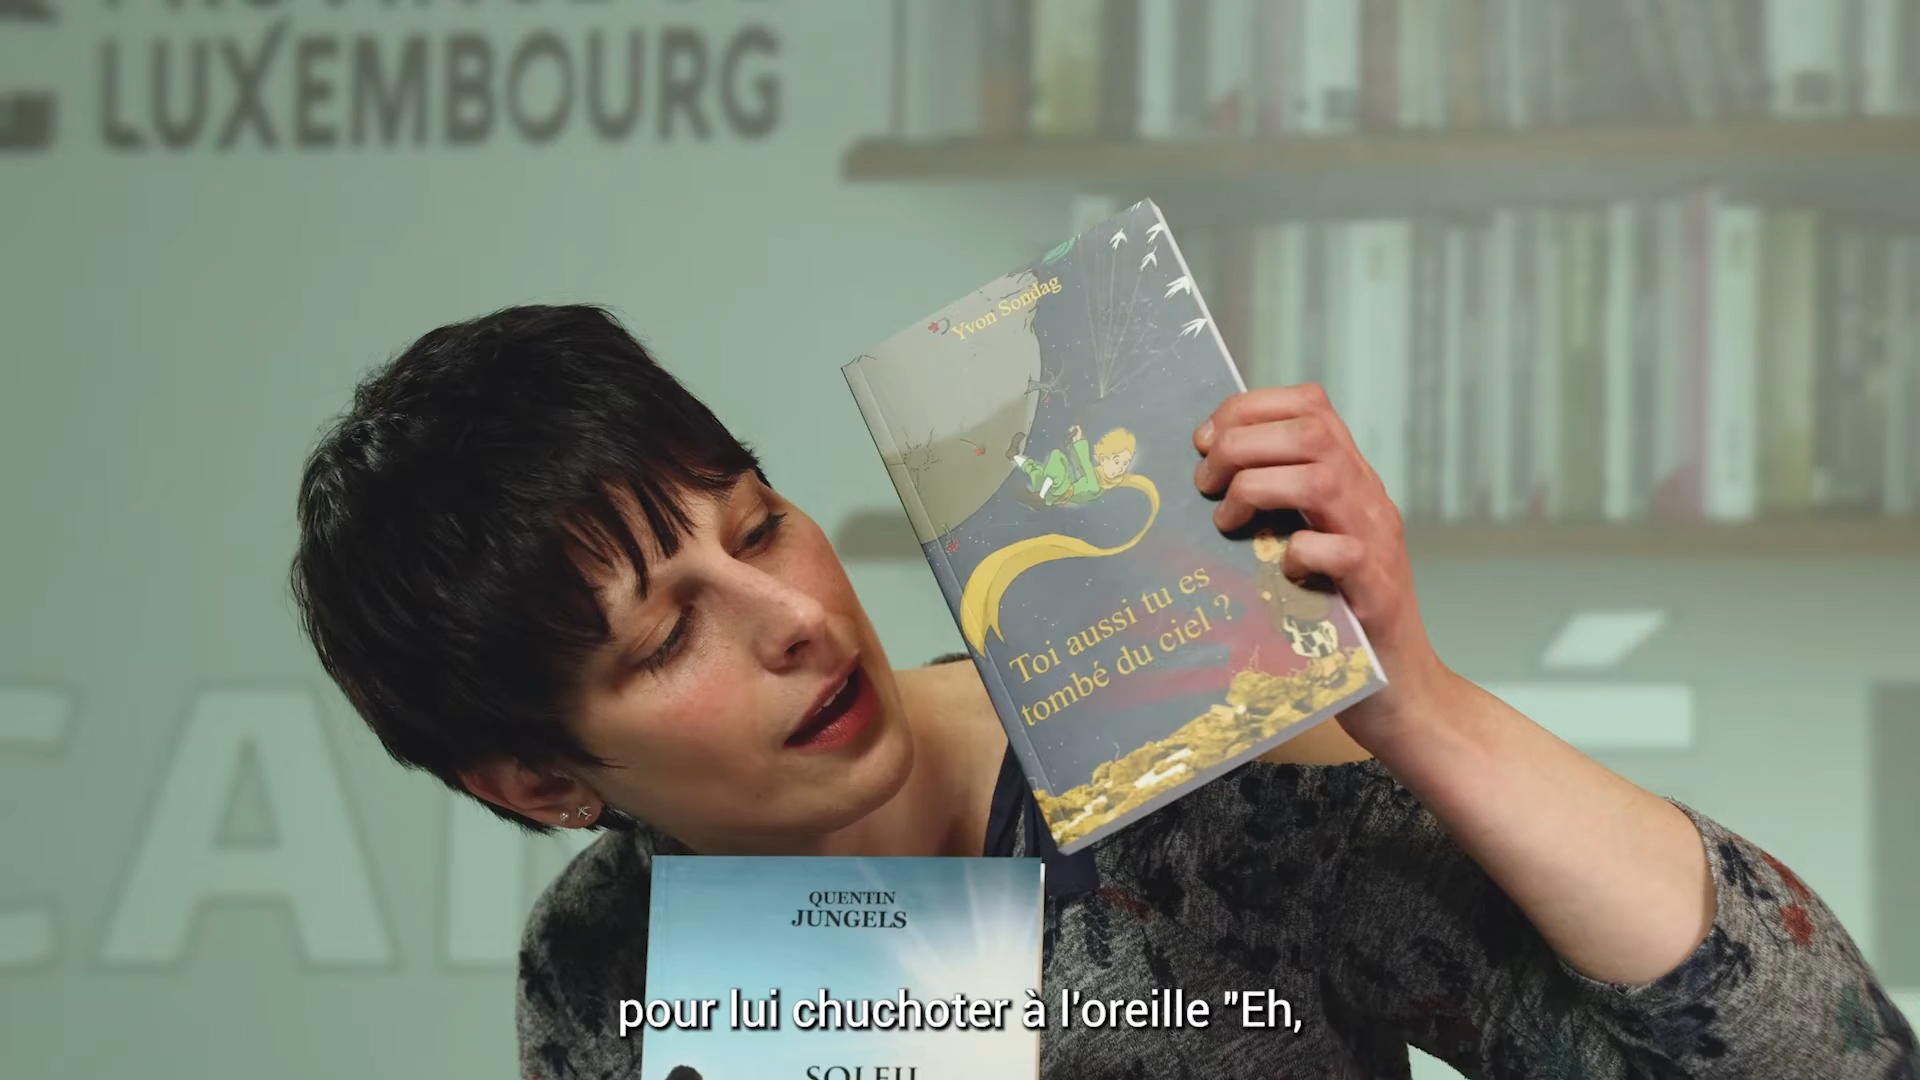 LUXEMBOURG
Yvon Sondag
Toi aussi tu es
tombé du ciel ?
QUENTIN
JUNGELS
pour lui chuchoter à l'oreille "Eh,